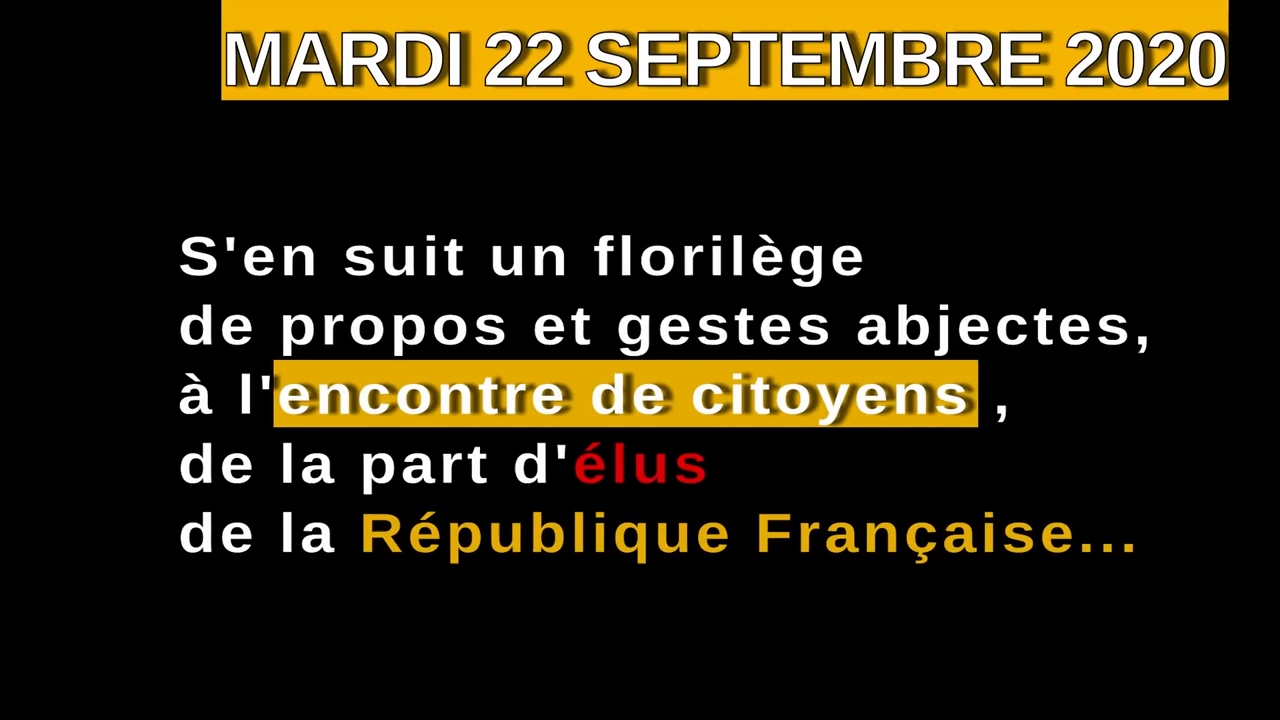 MARDI 22 SEPTEMBRE 2020
S'en suit un florilège
de propos et gestes abjectes,
à l'encontre de citoyens ,
de la part d'élus
de la République Française...